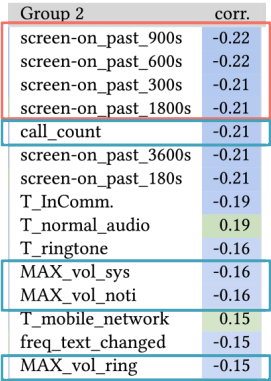 Group 2 corr.
screen-on_past_900s -0.22
screen-on_past_600s -0.22
screen-on_past_300s -0.21
screen-on_past_1800s -0.21
call_count -0.21
screen-on_past_3600s -0.21
screen-on_past_180s -0.21
T_InComm. -0.19
T_normal_audio 0.19
T_ringtone -0.16
MAX_vol_sys -0.16
MAX_vol_noti -0.16
T_mobile_network 0.15
freq_text_changed -0.15
MAX_vol_ring -0.15